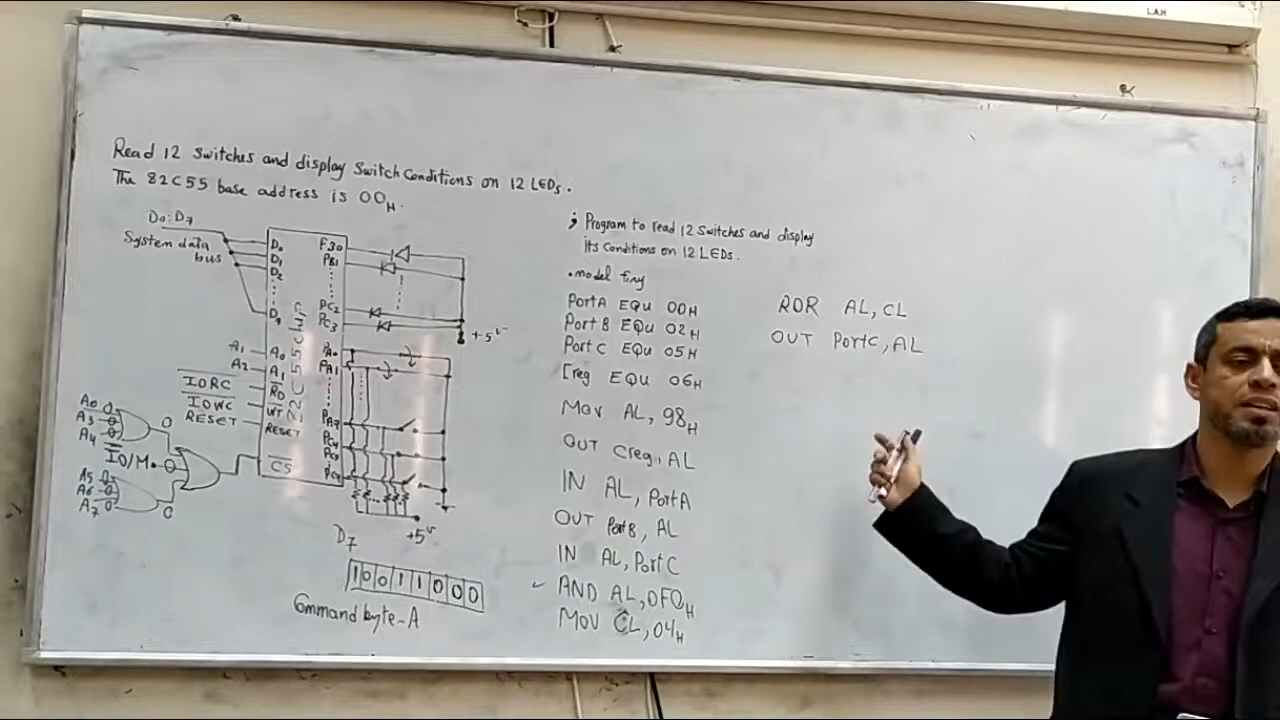 L.A.H
Read 12 Switches and display Switch Conditions on 12 LEDs.
The 82C55 base address is 00H.
D0:D7
System data
bus
D0
D1
D2
A1
A2
IORC
IOWC
RESET
A0
A3
A4
IO/M
A5
A6
A7
0
0
A0
A1
RD
WT
RESET
CS
PB1
PC2
PC3
PA0
PA1
PA7
PC4
+5v
+5v
D7
1 0 0 1 1 0 0 0
Command byte-A
; Program to read 12 Switches and display
its Conditions on 12 LEDs.
.model tiny
PortA EQU 00H
Port B EQU 02H
Port C EQU 05H
Creg EQU 06H
Mov AL, 98H
OUT Creg, AL
IN AL, PortA
OUT PortB, AL
IN AL, PortC
AND AL, 0F0H
MOV CL, 04H
ROR AL, CL
OUT PortC, AL